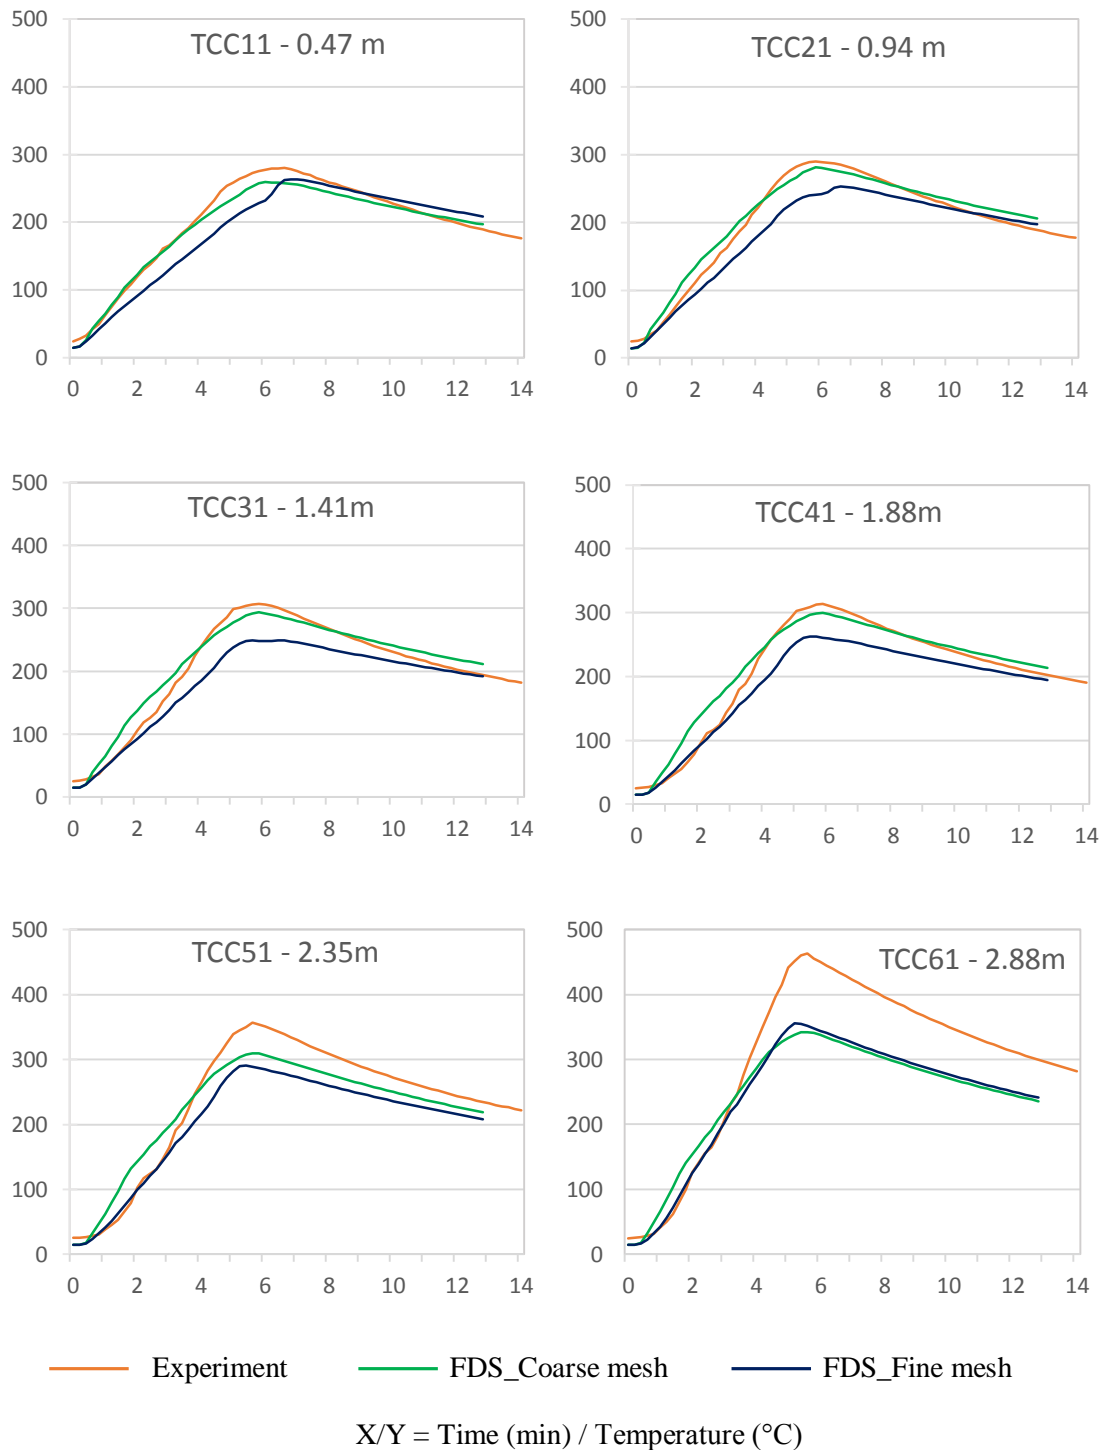 TCC11 - 0.47 m
500
400
300
200
100
0
0 2 4 6 8 10 12 14
TCC21 - 0.94 m
500
400
300
200
100
0
0 2 4 6 8 10 12 14
TCC31 - 1.41m
500
400
300
200
100
0
0 2 4 6 8 10 12 14
TCC41 - 1.88m
500
400
300
200
100
0
0 2 4 6 8 10 12 14
TCC51 - 2.35m
500
400
300
200
100
0
0 2 4 6 8 10 12 14
TCC61 - 2.88m
500
400
300
200
100
0
0 2 4 6 8 10 12 14
Experiment FDS_Coarse mesh FDS_Fine mesh
X/Y = Time (min) / Temperature (°C)